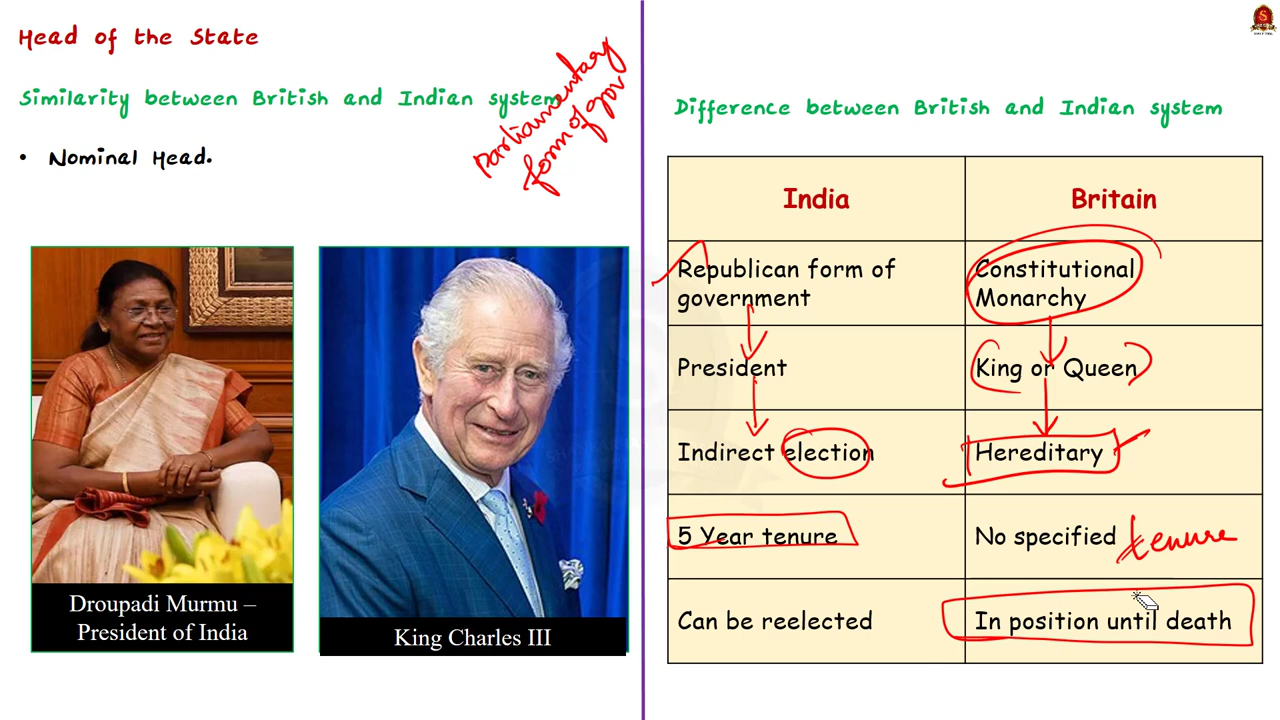 Head of the State
Similarity between British and Indian system
• Nominal Head.
Parliamentary
form of gov
Droupadi Murmu –
President of India
King Charles III
Difference between British and Indian system
India
Britain
Republican form of
government
Constitutional
Monarchy
President
King or Queen
Indirect election
Hereditary
5 Year tenure
No specified tenure
Can be reelected
In position until death